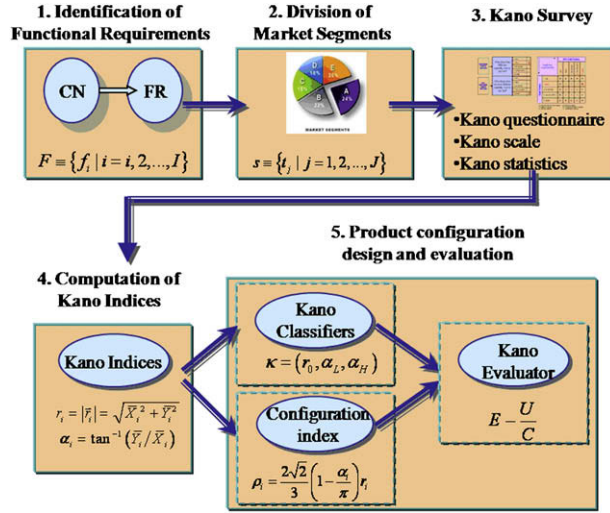 1. Identification of
Functional Requirements
CN
FR
F ≡ {f_i | i = i, 2, ..., I}
2. Division of
Market Segments
D
E
A
24%
B
C
MARKET SEGMENTS
s ≡ {t_j | j = 1, 2, ..., J}
3. Kano Survey
•Kano questionnaire
•Kano scale
•Kano statistics
4. Computation of
Kano Indices
Kano Indices
r_i = |r̄_i| = √(X̄_i² + Ȳ_i²)
α_i = tan⁻¹(Ȳ_i/X̄_i)
5. Product configuration
design and evaluation
Kano
Classifiers
κ = (r_0, α_L, α_H)
Configuration
index
ρ_i = 2√2/3 (1 − α_i/π) r_i
Kano
Evaluator
E − U/C